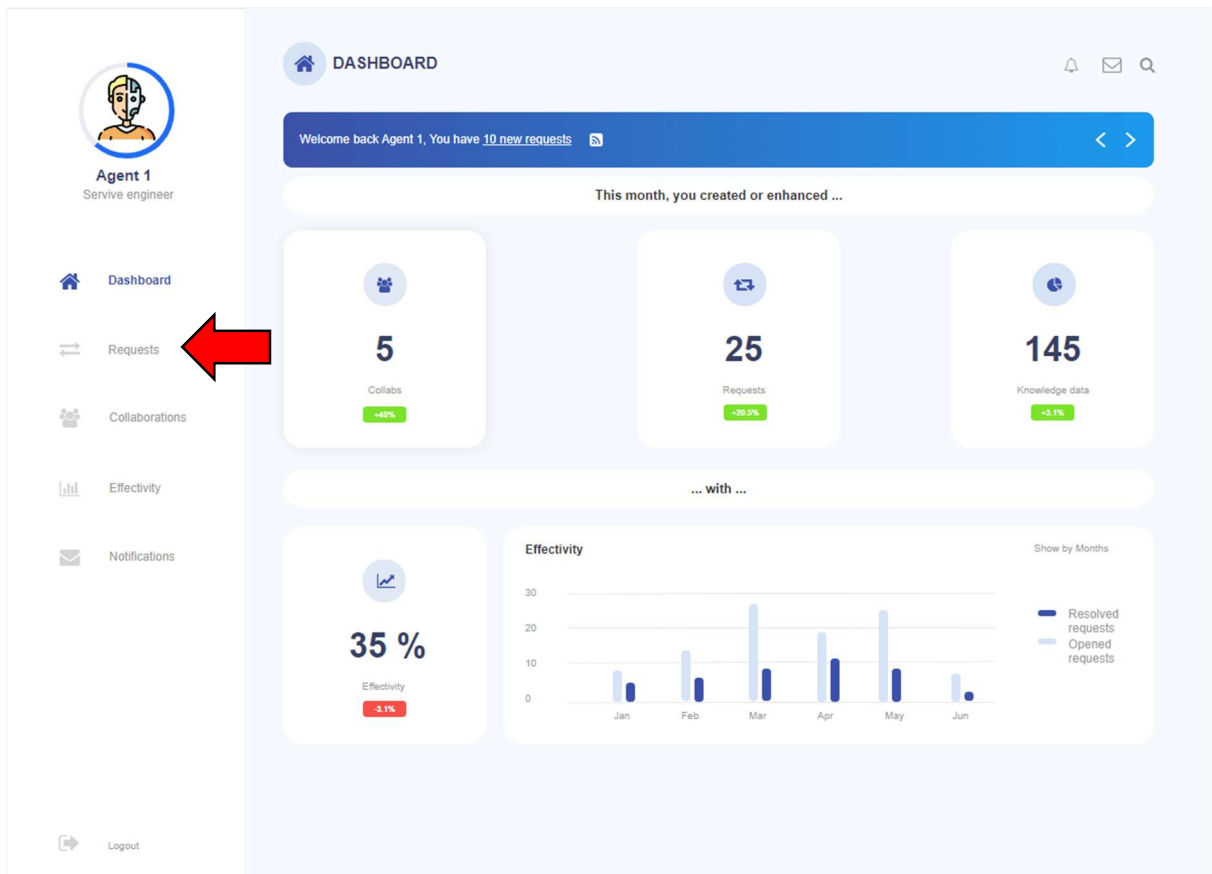 DASHBOARD
Welcome back Agent 1, You have 10 new requests
Agent 1
Servive engineer
This month, you created or enhanced ...
Dashboard
Requests
Collaborations
Effectivity
Notifications
Logout
5
Collabs
+40%
25
Requests
+20.5%
145
Knowledge data
+3.1%
... with ...
35 %
Effectivity
-3.1%
Effectivity
Show by Months
30
20
10
0
Jan Feb Mar Apr May Jun
Resolved
requests
Opened
requests